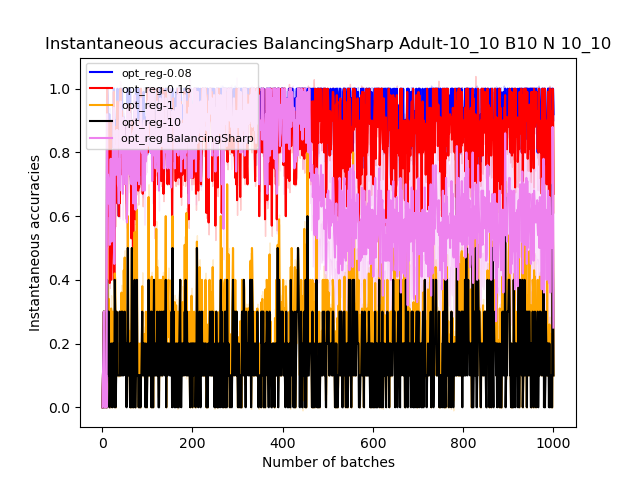 Instantaneous accuracies BalancingSharp Adult-10_10 B10 N 10_10
opt_reg-0.08
opt_reg-0.16
opt_reg-1
opt_reg-10
opt_reg BalancingSharp
1.0
0.8
0.6
0.4
0.2
0.0
Instantaneous accuracies
0 200 400 600 800 1000
Number of batches